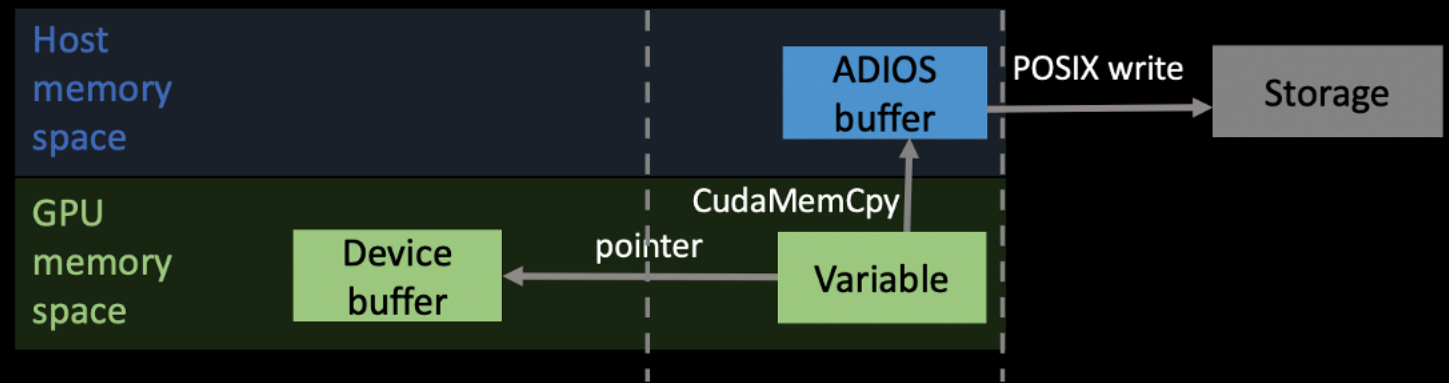 Host
memory
space
ADIOS
buffer
POSIX write
Storage
GPU
memory
space
CudaMemCpy
Device
buffer
pointer
Variable